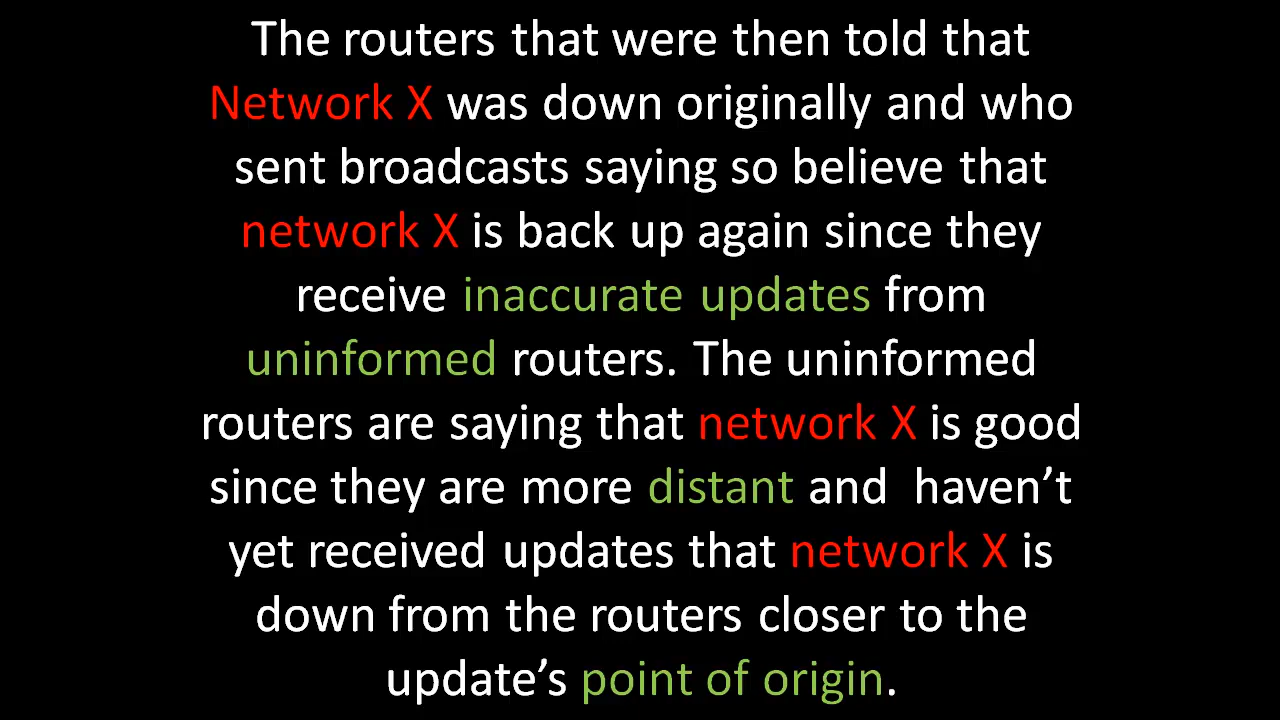 The routers that were then told that
Network X was down originally and who
sent broadcasts saying so believe that
network X is back up again since they
receive inaccurate updates from
uninformed routers. The uninformed
routers are saying that network X is good
since they are more distant and  haven’t
yet received updates that network X is
down from the routers closer to the
update’s point of origin.